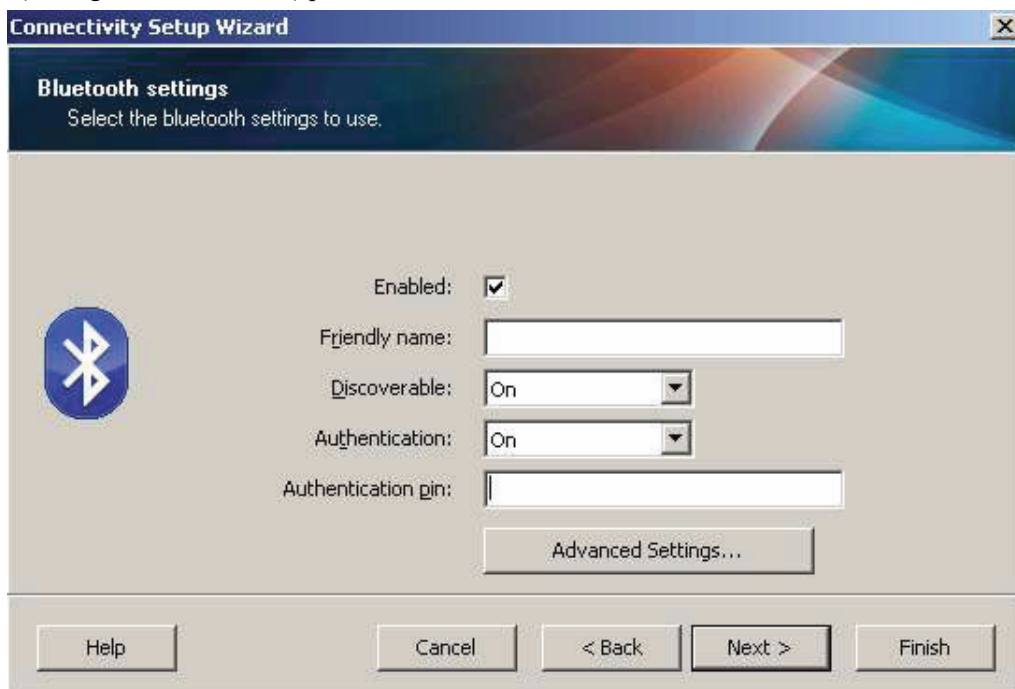 Connectivity Setup Wizard
Bluetooth settings
Select the bluetooth settings to use.
Enabled:
Friendly name:
Discoverable: On
Authentication: On
Authentication pin:
Advanced Settings...
Help Cancel < Back Next > Finish